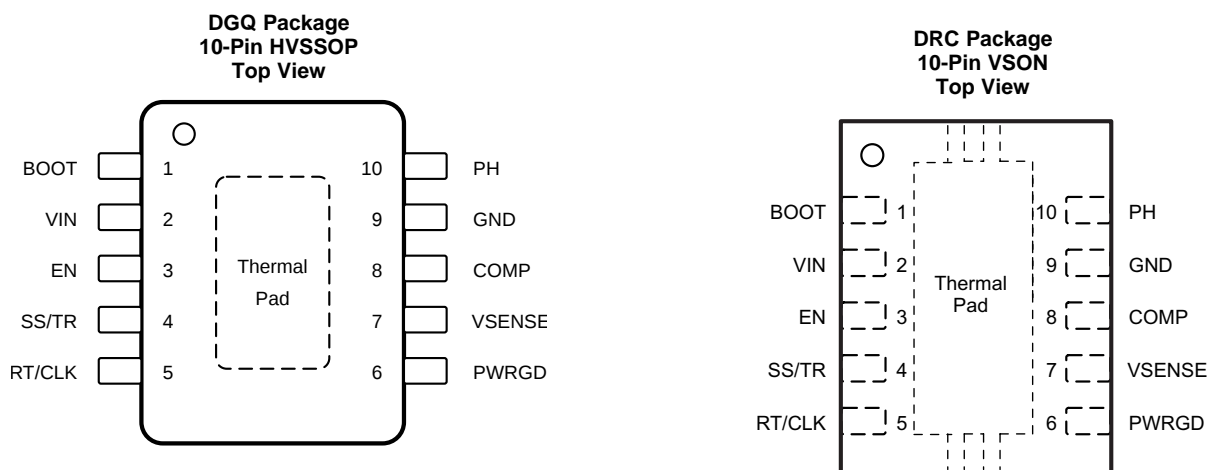 DGQ Package
10-Pin HVSSOP
Top View
BOOT 1 10 PH
VIN 2 9 GND
EN 3 8 COMP
SS/TR 4 7 VSENSE
RT/CLK 5 6 PWRGD
Thermal
Pad
DRC Package
10-Pin VSON
Top View
BOOT 1 10 PH
VIN 2 9 GND
EN 3 8 COMP
SS/TR 4 7 VSENSE
RT/CLK 5 6 PWRGD
Thermal
Pad